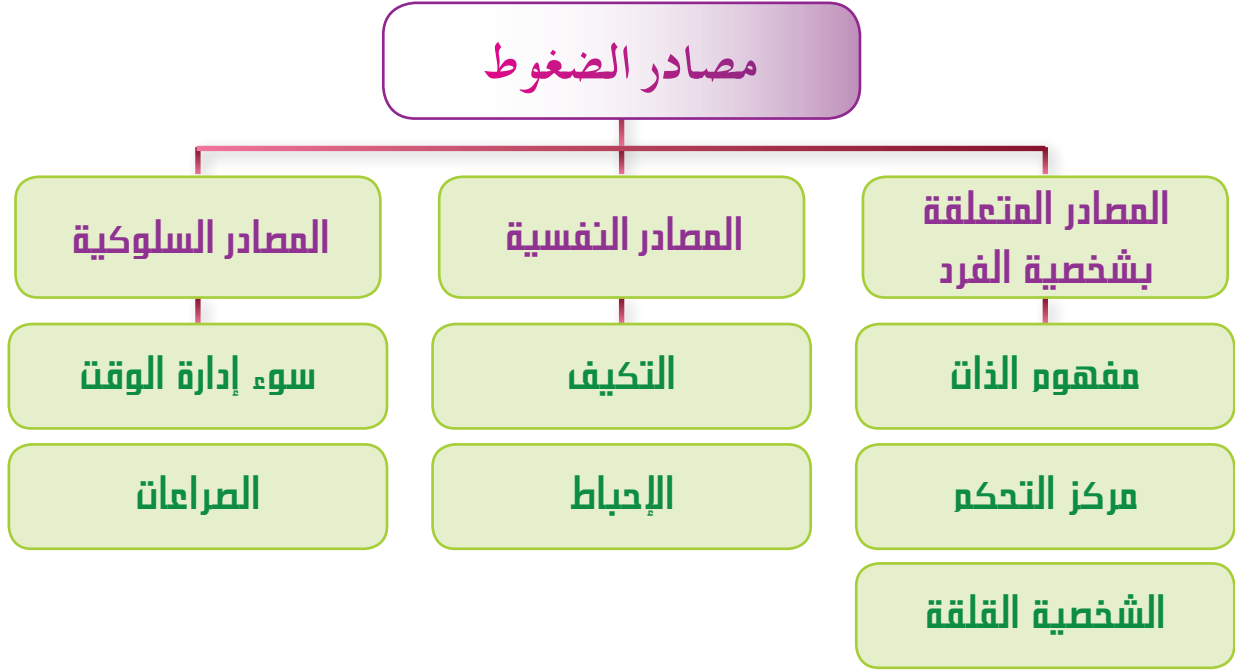 مصادر الضغوط
المصادر المتعلقة
بشخصية الفرد
مفهوم الذات
مركز التحكم
الشخصية القلقة
المصادر النفسية
التكيف
الإحباط
المصادر السلوكية
سوء إدارة الوقت
الصراعات